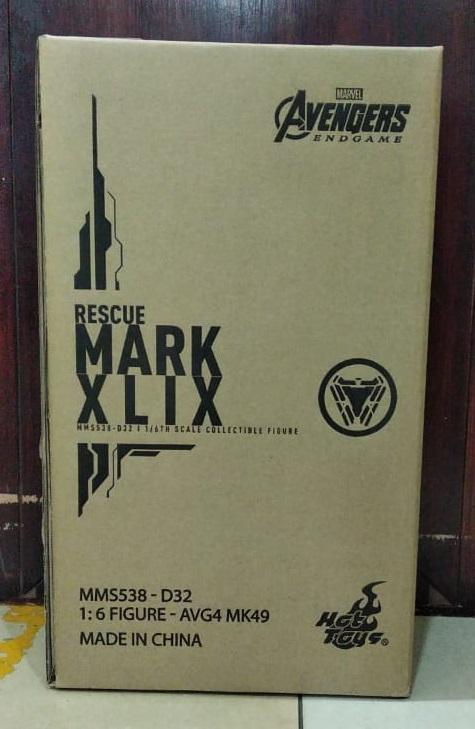 MARVEL
AVENGERS
ENDGAME
RESCUE
MARK
XLIX
MMS538-D32 | 1/6TH SCALE COLLECTIBLE FIGURE
MMS538 - D32
1:6 FIGURE - AVG4 MK49
MADE IN CHINA
Hot
Toys®